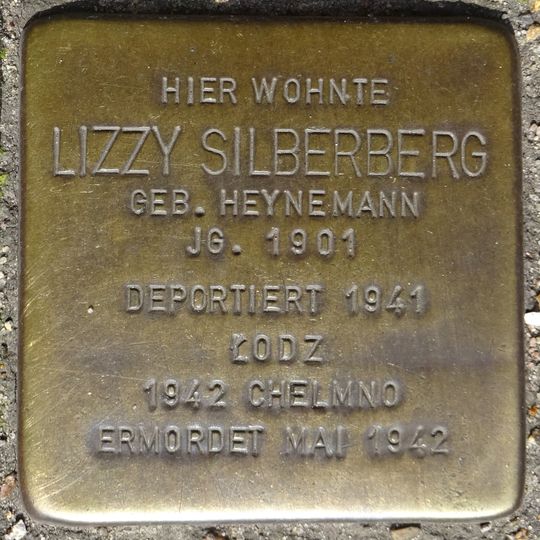 HIER WOHNTE
LIZZY SILBERBERG
GEB. HEYNEMANN
JG. 1901
DEPORTIERT 1941
ŁODZ
1942 CHELMNO
ERMORDET MAI 1942